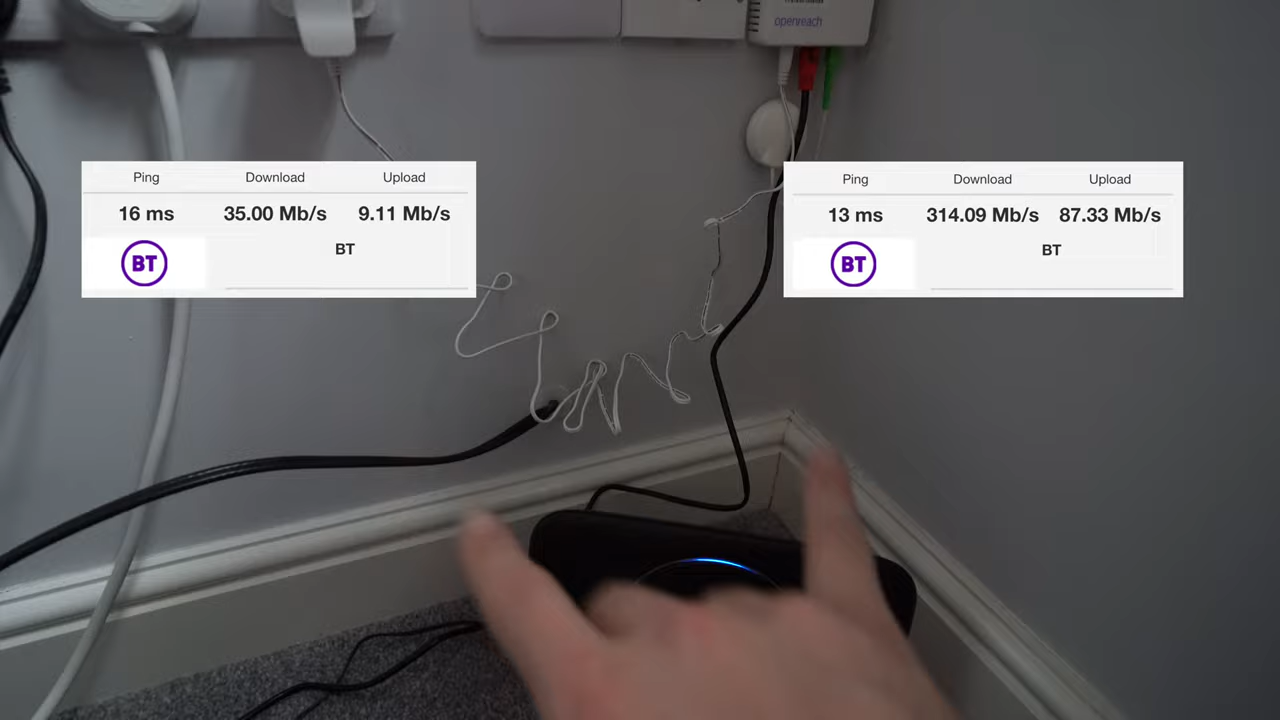 openreach
Ping Download Upload
16 ms 35.00 Mb/s 9.11 Mb/s
BT BT
Ping Download Upload
13 ms 314.09 Mb/s 87.33 Mb/s
BT BT